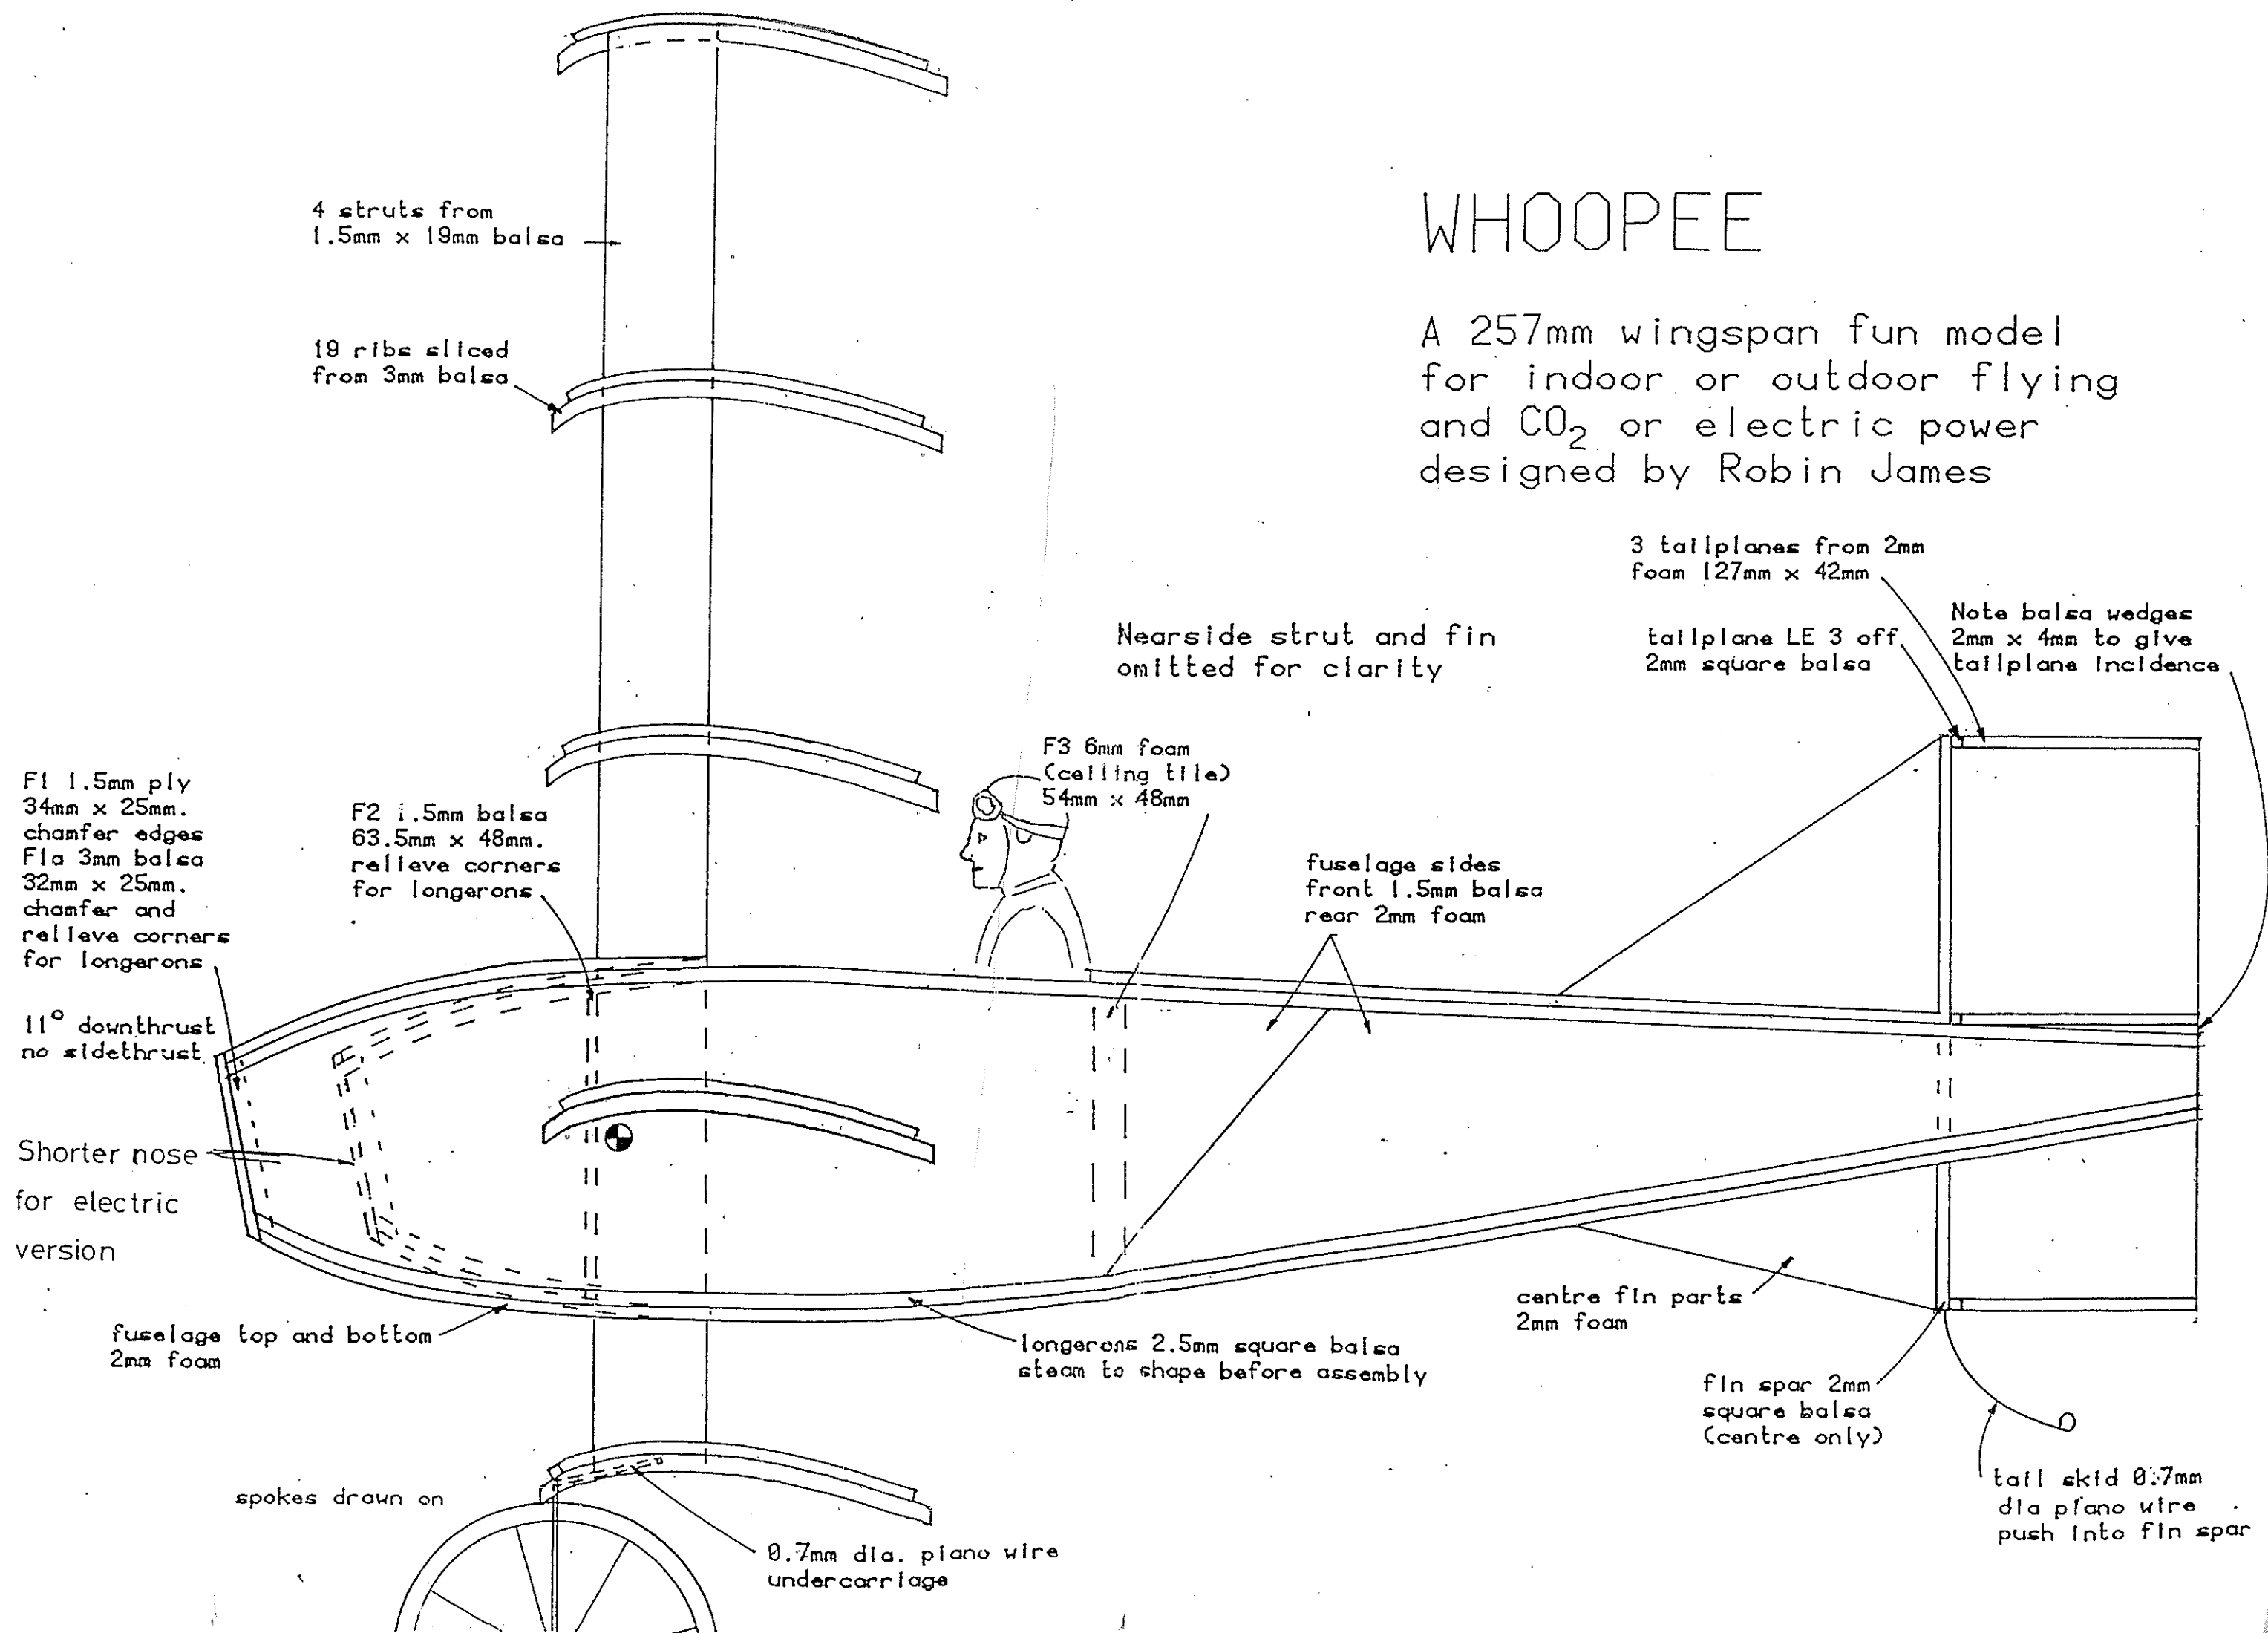 WHOOPEE
A 257mm wingspan fun model
for indoor or outdoor flying
and CO₂ or electric power
designed by Robin James
4 struts from
1.5mm x 19mm balsa
19 ribs sliced
from 3mm balsa
3 tailplanes from 2mm
foam 127mm x 42mm
Note balsa wedges
2mm x 4mm to give
tailplane incidence
tailplane LE 3 off
2mm square balsa
Nearside strut and fin
omitted for clarity
F3 6mm foam
(ceiling tile)
54mm x 48mm
F1 1.5mm ply
34mm x 25mm.
chamfer edges
F1a 3mm balsa
32mm x 25mm.
chamfer and
relieve corners
for longerons
F2 1.5mm balsa
63.5mm x 48mm.
relieve corners
for longerons
fuselage sides
front 1.5mm balsa
rear 2mm foam
11° downthrust
no sidethrust
Shorter nose
for electric
version
fuselage top and bottom
2mm foam
longerons 2.5mm square balsa
steam to shape before assembly
centre fin parts
2mm foam
fin spar 2mm
square balsa
(centre only)
tail skid 0.7mm
dia piano wire
push into fin spar
spokes drawn on
0.7mm dia. piano wire
undercarriage